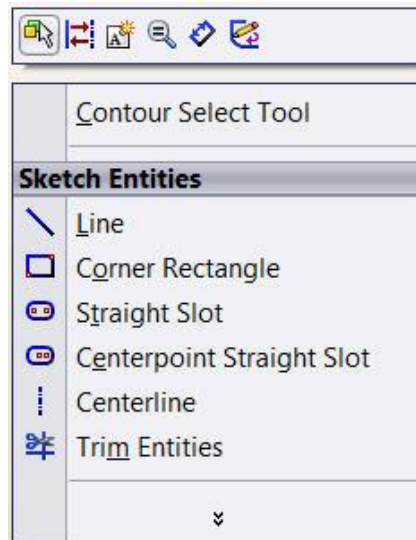 Contour Select Tool
Sketch Entities
Line
Corner Rectangle
Straight Slot
Centerpoint Straight Slot
Centerline
Trim Entities